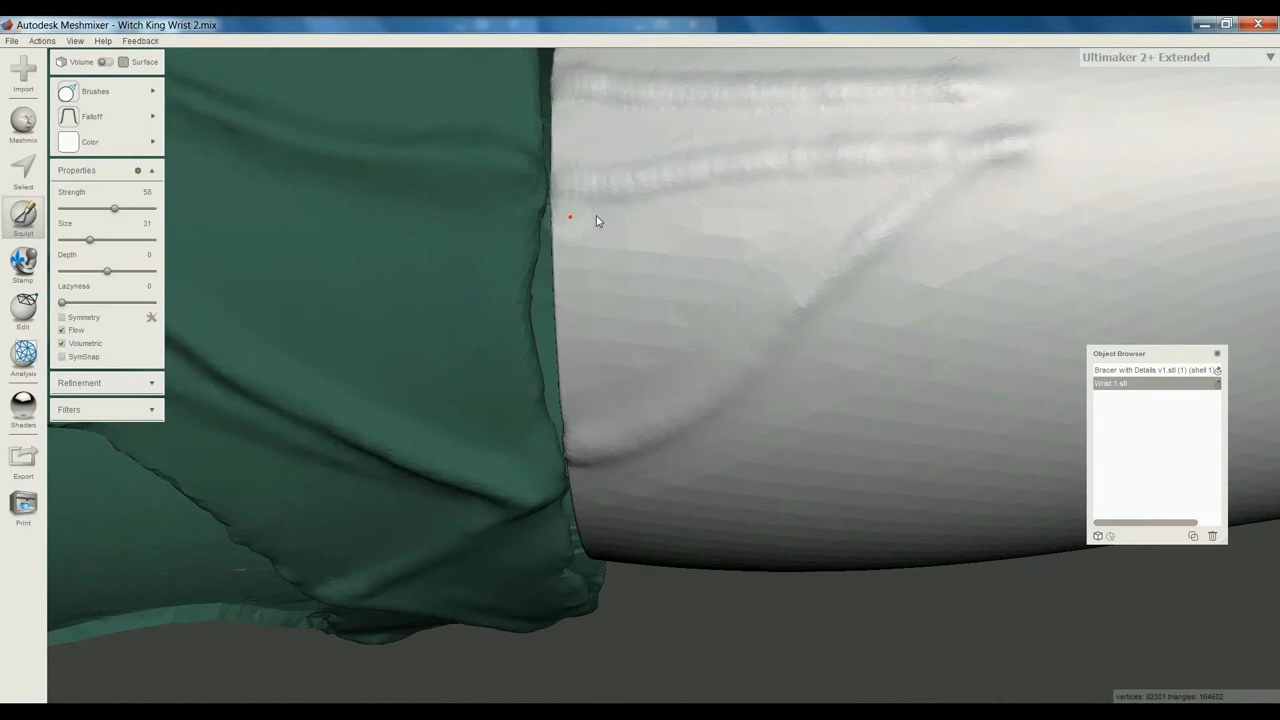 Autodesk Meshmixer - Witch King Wrist 2.mix
File Actions View Help Feedback
Import
Meshmix
Select
Sculpt
Stamp
Edit
Analysis
Shaders
Export
Print
Volume Surface
Brushes
Falloff
Color
Properties
Strength 58
Size 31
Depth 0
Lazyness 0
Symmetry
Flow
Volumetric
SymSnap
Refinement
Filters
Ultimaker 2+ Extended
Object Browser
Bracer with Details v1.stl (1) (shell 1)
Wrist 1.stl
vertices: 82301 triangles: 164602